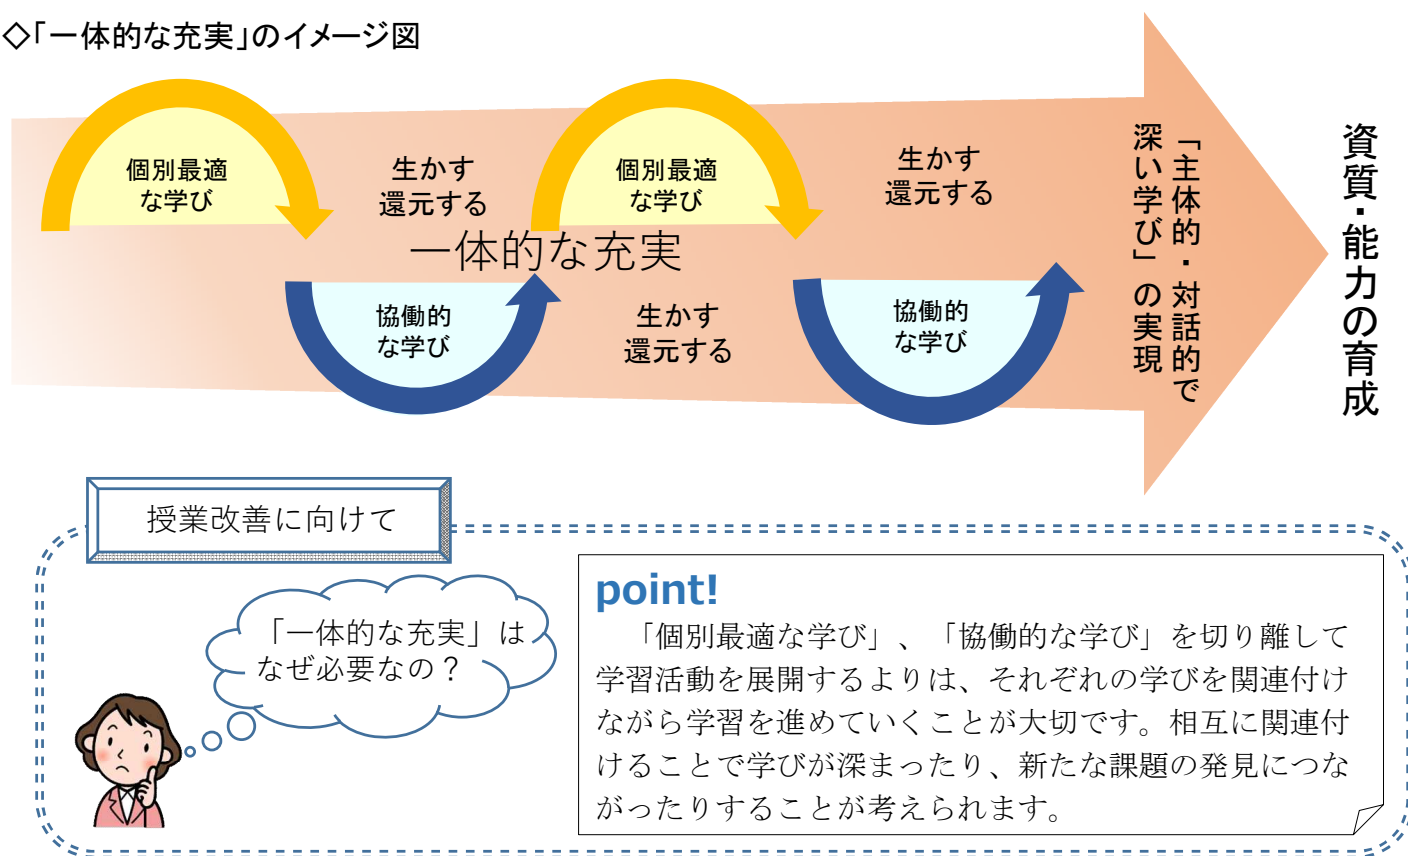 ◇「一体的な充実」のイメージ図
個別最適
な学び
生かす
還元する
個別最適
な学び
生かす
還元する
一体的な充実
協働的
な学び
生かす
還元する
協働的
な学び
「主体的・対話的で
深い学び」の実現
資質・能力の育成
授業改善に向けて
「一体的な充実」は
なぜ必要なの？
point!
「個別最適な学び」、「協働的な学び」を切り離して
学習活動を展開するよりは、それぞれの学びを関連付け
ながら学習を進めていくことが大切です。相互に関連付
けることで学びが深まったり、新たな課題の発見につな
がったりすることが考えられます。